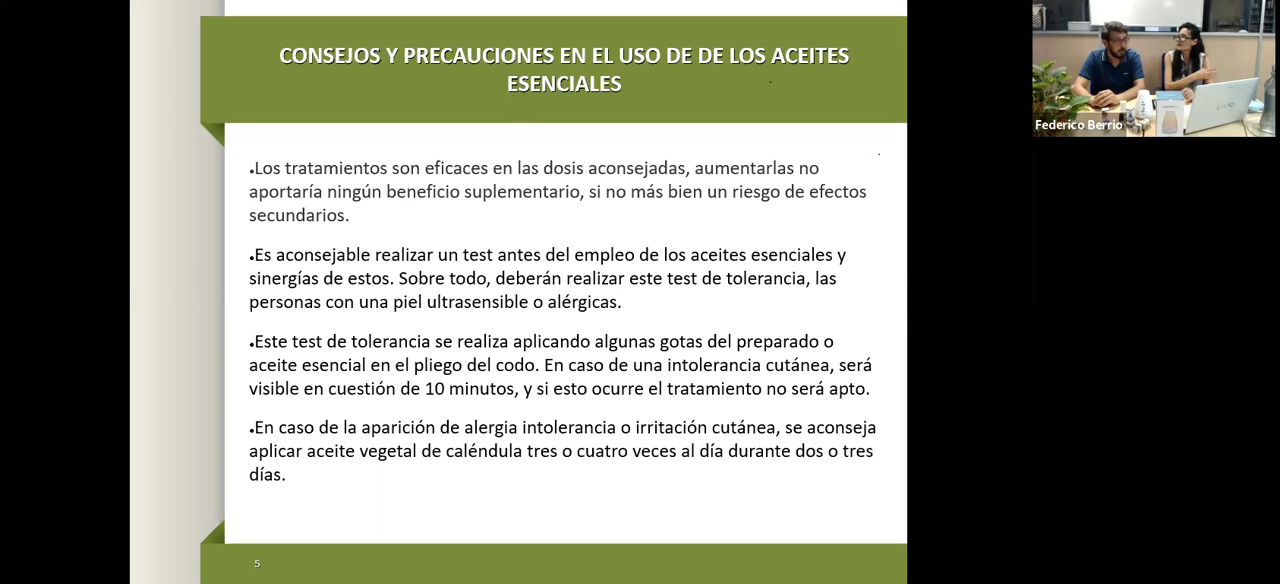 CONSEJOS Y PRECAUCIONES EN EL USO DE DE LOS ACEITES
ESENCIALES
•Los tratamientos son eficaces en las dosis aconsejadas, aumentarlas no
aportaría ningún beneficio suplementario, si no más bien un riesgo de efectos
secundarios.
•Es aconsejable realizar un test antes del empleo de los aceites esenciales y
sinergías de estos. Sobre todo, deberán realizar este test de tolerancia, las
personas con una piel ultrasensible o alérgicas.
•Este test de tolerancia se realiza aplicando algunas gotas del preparado o
aceite esencial en el pliego del codo. En caso de una intolerancia cutánea, será
visible en cuestión de 10 minutos, y si esto ocurre el tratamiento no será apto.
•En caso de la aparición de alergia intolerancia o irritación cutánea, se aconseja
aplicar aceite vegetal de caléndula tres o cuatro veces al día durante dos o tres
días.
5
Federico Berrio